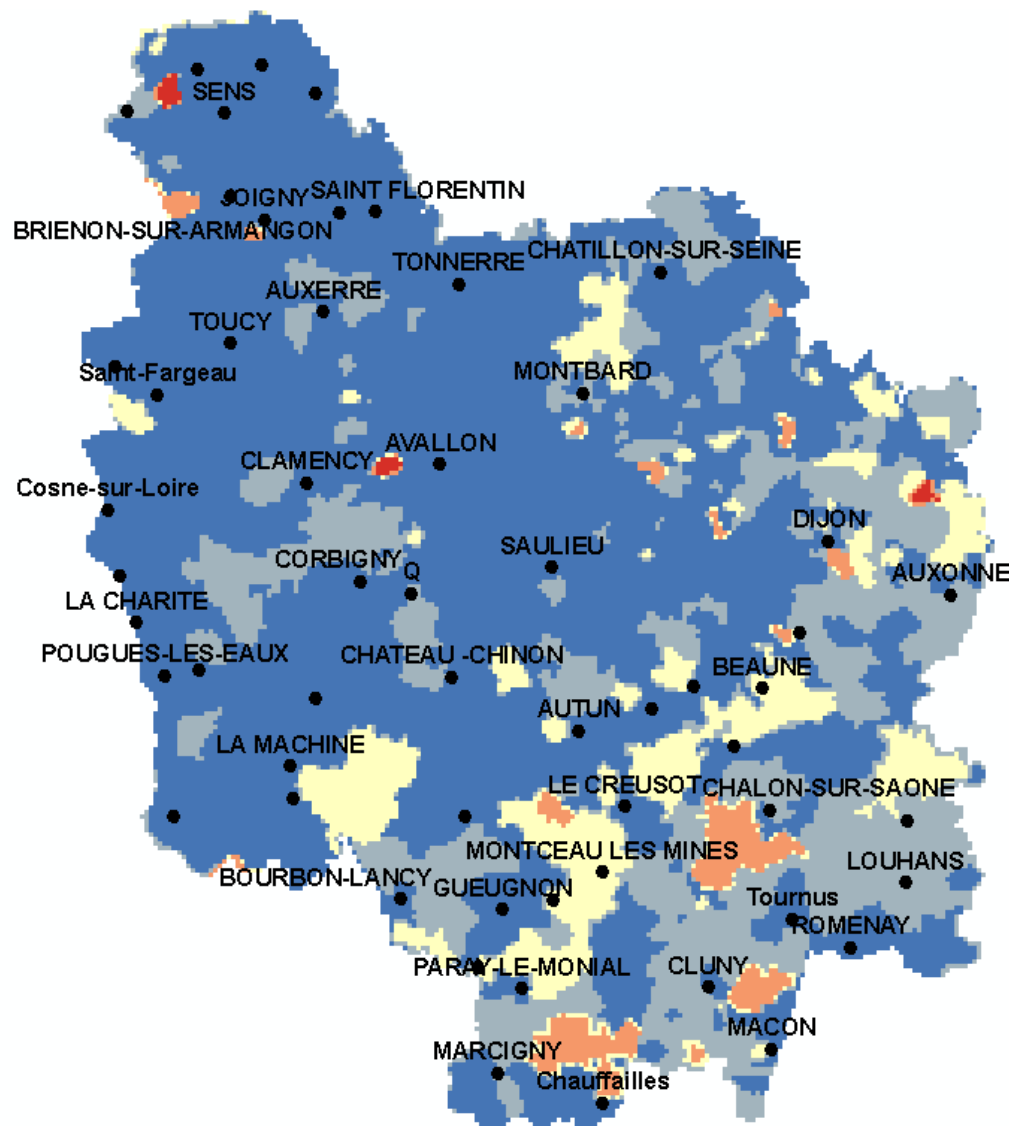 SENS
SAINT FLORENTIN
JOIGNY
BRIENON-SUR-ARMANGON
CHATILLON-SUR-SEINE
TONNERRE
AUXERRE
TOUCY
Saint-Fargeau
MONTBARD
AVALLON
CLAMENCY
Cosne-sur-Loire
DIJON
SAULIEU
CORBIGNY
Q
AUXONNE
LA CHARITE
POUGUES-LES-EAUX
CHATEAU -CHINON
BEAUNE
AUTUN
LA MACHINE
LE CREUSOT
CHALON-SUR-SAONE
MONTCEAU LES MINES
LOUHANS
BOURBON-LANCY
GUEUGNON
Tournus
ROMENAY
PARAY-LE-MONIAL
CLUNY
MACON
MARCIGNY
Chauffailles